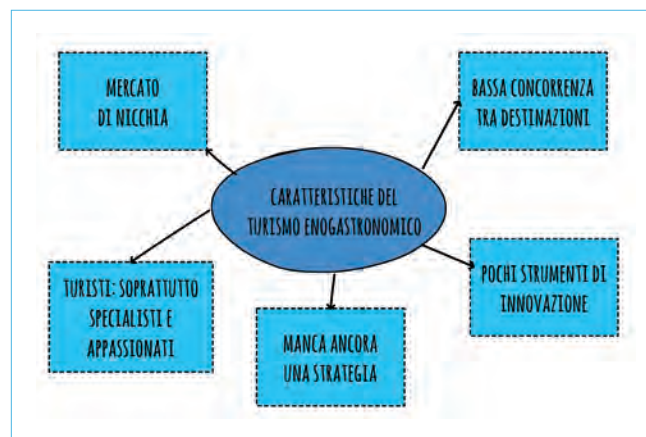 MERCATO
DI NICCHIA
BASSA CONCORRENZA
TRA DESTINAZIONI
CARATTERISTICHE DEL
TURISMO ENOGASTRONOMICO
TURISTI: SOPRATTUTTO
SPECIALISTI E
APPASSIONATI
MANCA ANCORA
UNA STRATEGIA
POCHI STRUMENTI DI
INNOVAZIONE